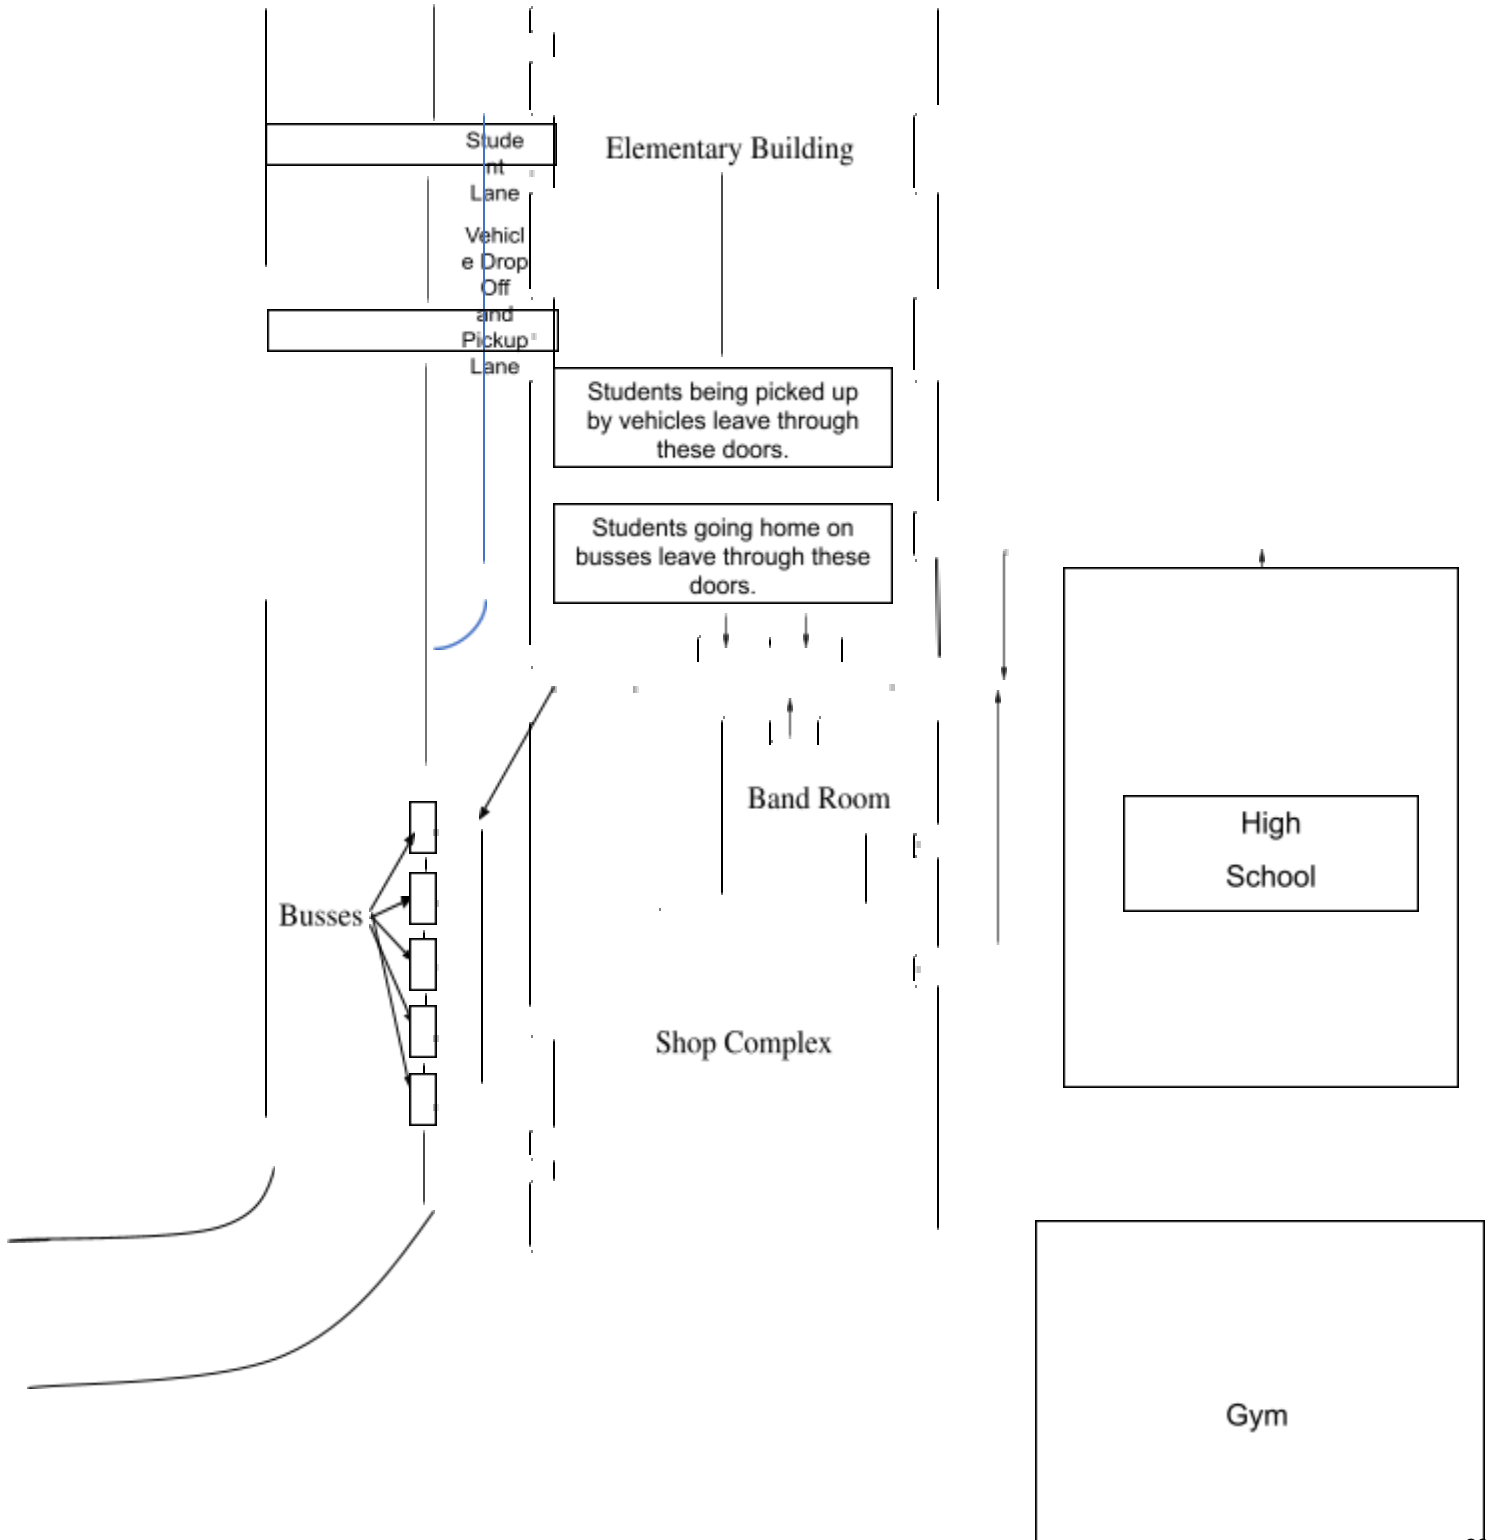 Stude
nt
Lane
Vehicl
e Drop
Off
and
Pickup
Lane
Elementary Building
Students being picked up
by vehicles leave through
these doors.
Students going home on
busses leave through these
doors.
Band Room
High
School
Busses
Shop Complex
Gym